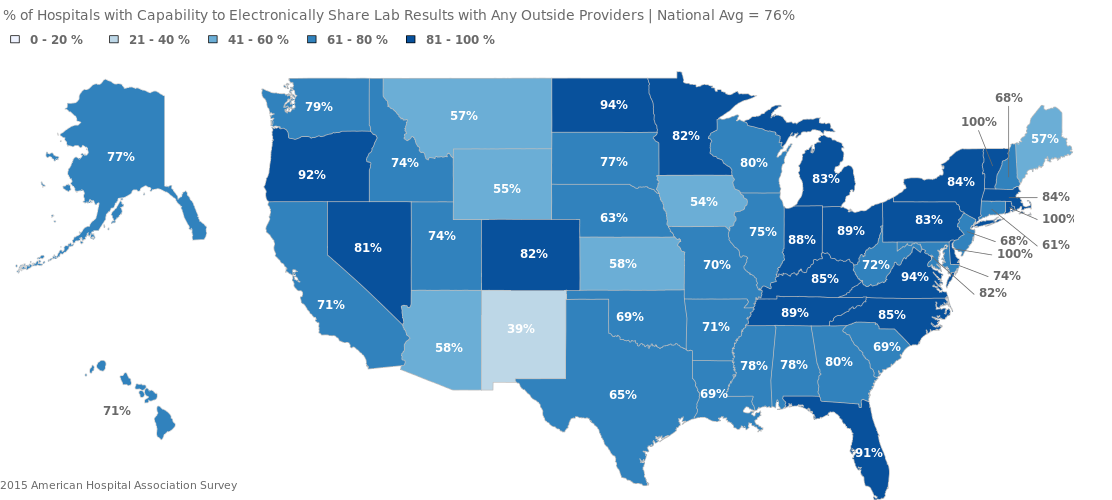 % of Hospitals with Capability to Electronically Share Lab Results with Any Outside Providers | National Avg = 76%
0 - 20 % 21 - 40 % 41 - 60 % 61 - 80 % 81 - 100 %
68%
79% 57% 94% 100%
82% 57%
77% 74% 77% 80%
92% 55% 83% 84%
54% 84%
63% 83% 100%
81% 74% 75% 88% 89% 68% 61%
82% 58% 70% 72% 100%
85% 94% 74%
82%
71% 39% 69% 71% 89% 85%
58% 69%
65% 69% 78% 78% 80%
71%
91%
2015 American Hospital Association Survey